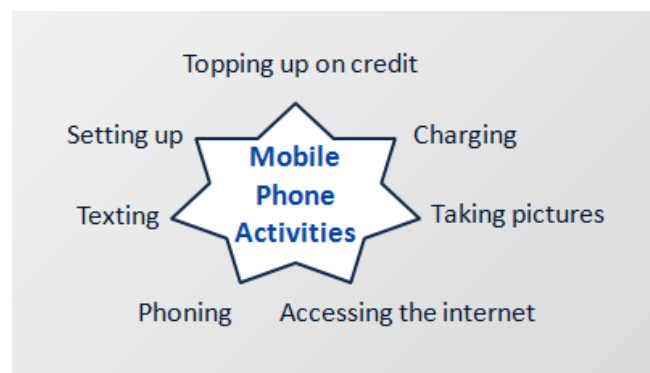 Topping up on credit
Setting up
Charging
Mobile
Phone
Activities
Texting
Taking pictures
Phoning
Accessing the internet